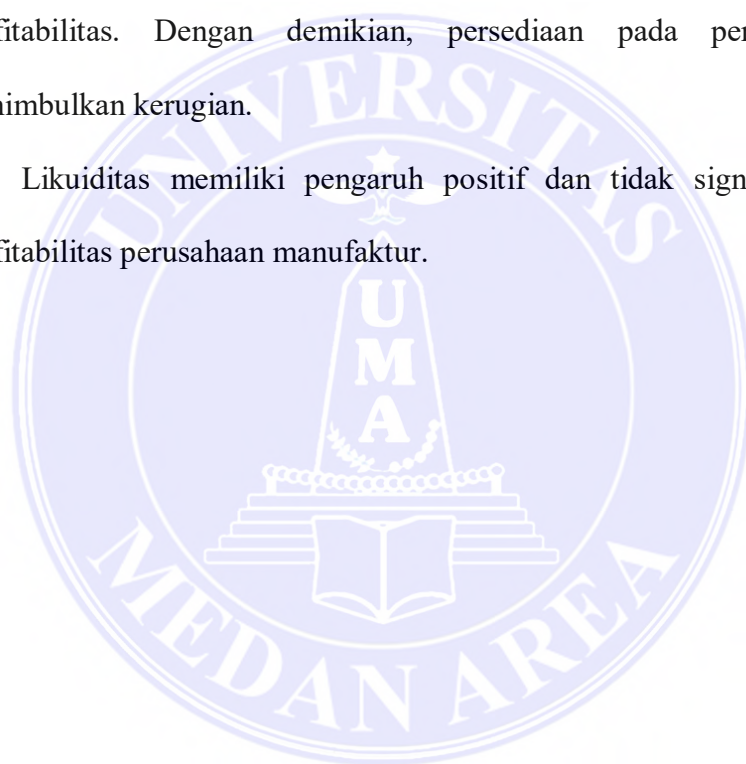 fitabilitas. Dengan demikian, persediaan pada per
nimbulkan kerugian.
Likuiditas memiliki pengaruh positif dan tidak sign
fitabilitas perusahaan manufaktur.
UNIVERSITAS
U
M
A
MEDAN AREA